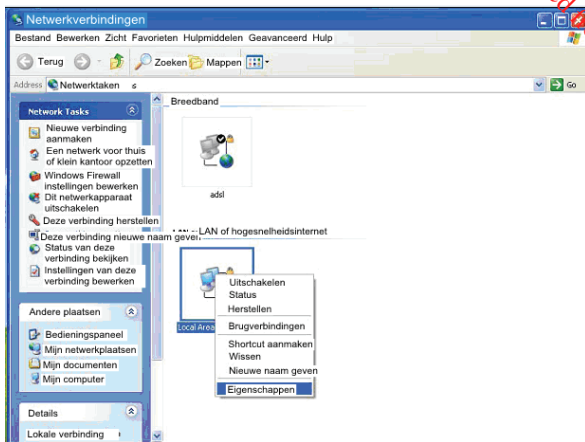 Netwerkverbindingen
Bestand Bewerken Zicht Favorieten Hulpmiddelen Geavanceerd Hulp
Terug Zoeken Mappen
Address Netwerktaken s Go
Network Tasks
Nieuwe verbinding
aanmaken
Een netwerk voor thuis
of klein kantoor opzetten
Windows Firewall
instellingen bewerken
Dit netwerkapparaat
uitschakelen
Deze verbinding herstellen
Deze verbinding nieuwe naam geven
Status van deze
verbinding bekijken
Instellingen van deze
verbinding bewerken
Andere plaatsen
Bedieningspaneel
Mijn netwerkplaatsen
Mijn documenten
Mijn computer
Details
Lokale verbinding
Breedband
adsl
LAN of hogesnelheidsinternet
Local Area
Uitschakelen
Status
Herstellen
Brugverbindingen
Shortcut aanmaken
Wissen
Nieuwe naam geven
Eigenschappen